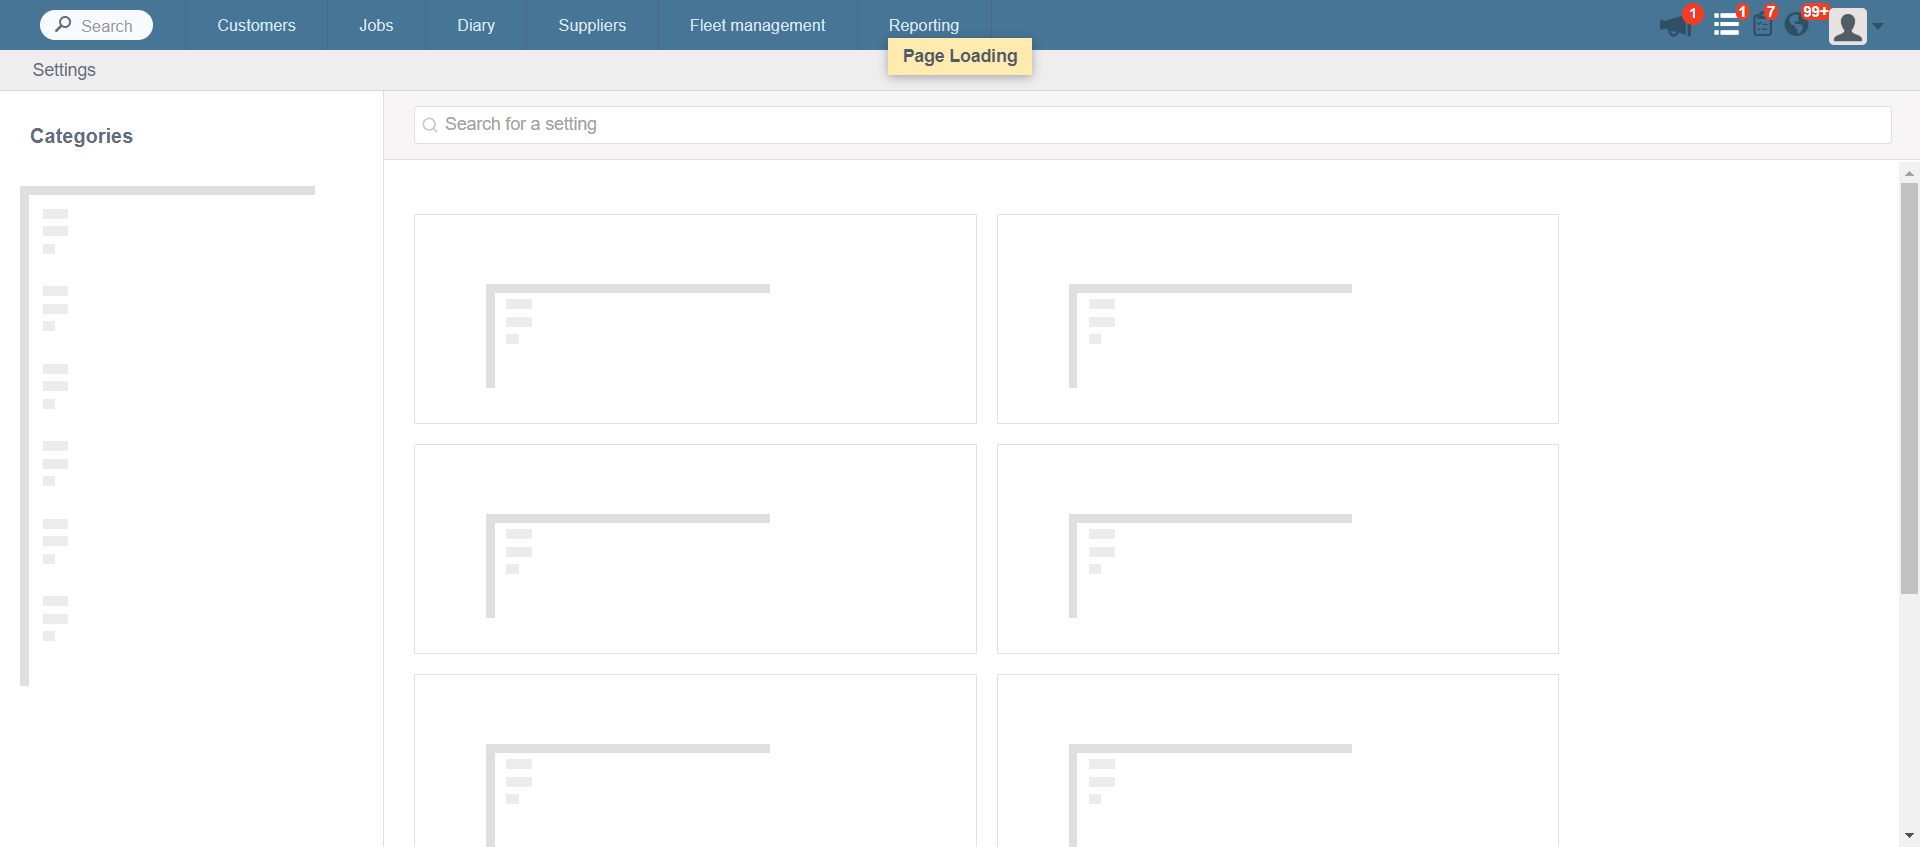 Search
Customers
Jobs
Diary
Suppliers
Fleet management
Reporting
1
1
7
99+
Page Loading
Settings
Categories
Search for a setting